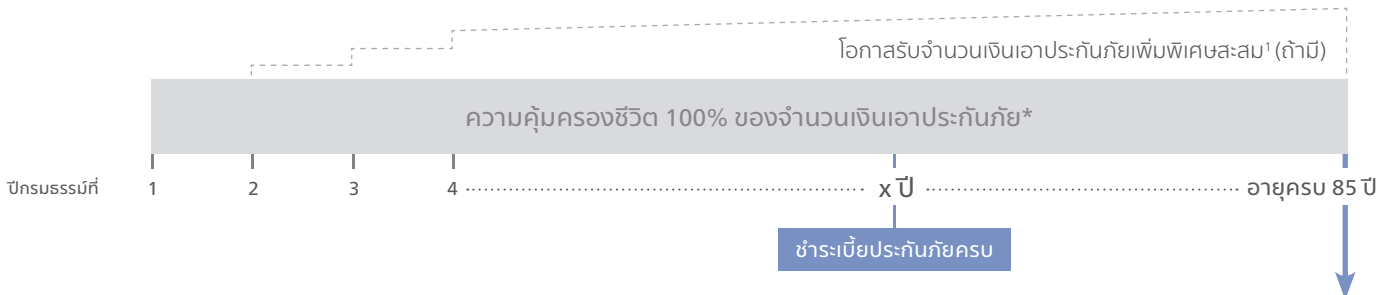 โอกาสรับจำนวนเงินเอาประกันภัยเพิ่มพิเศษสะสม¹ (ถ้ามี)
ความคุ้มครองชีวิต 100% ของจำนวนเงินเอาประกันภัย*
ปีกรมธรรม์ที่ 1 2 3 4 x ปี อายุครบ 85 ปี
ชำระเบี้ยประกันภัยครบ